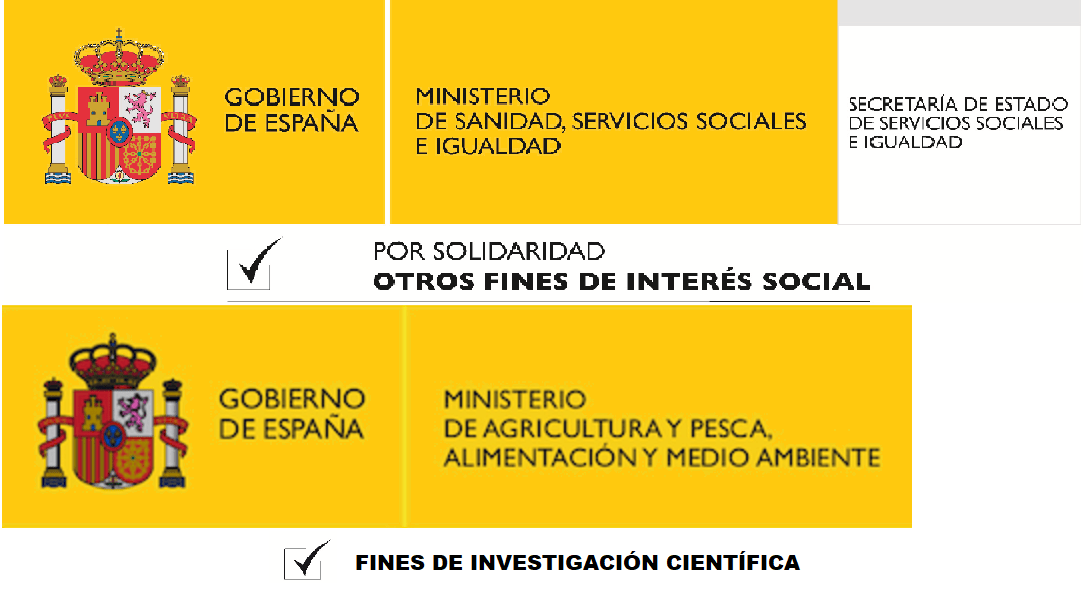 GOBIERNO
DE ESPAÑA
MINISTERIO
DE SANIDAD, SERVICIOS SOCIALES
E IGUALDAD
SECRETARÍA DE ESTADO
DE SERVICIOS SOCIALES
E IGUALDAD
POR SOLIDARIDAD
OTROS FINES DE INTERÉS SOCIAL
GOBIERNO
DE ESPAÑA
MINISTERIO
DE AGRICULTURA Y PESCA,
ALIMENTACIÓN Y MEDIO AMBIENTE
FINES DE INVESTIGACIÓN CIENTÍFICA